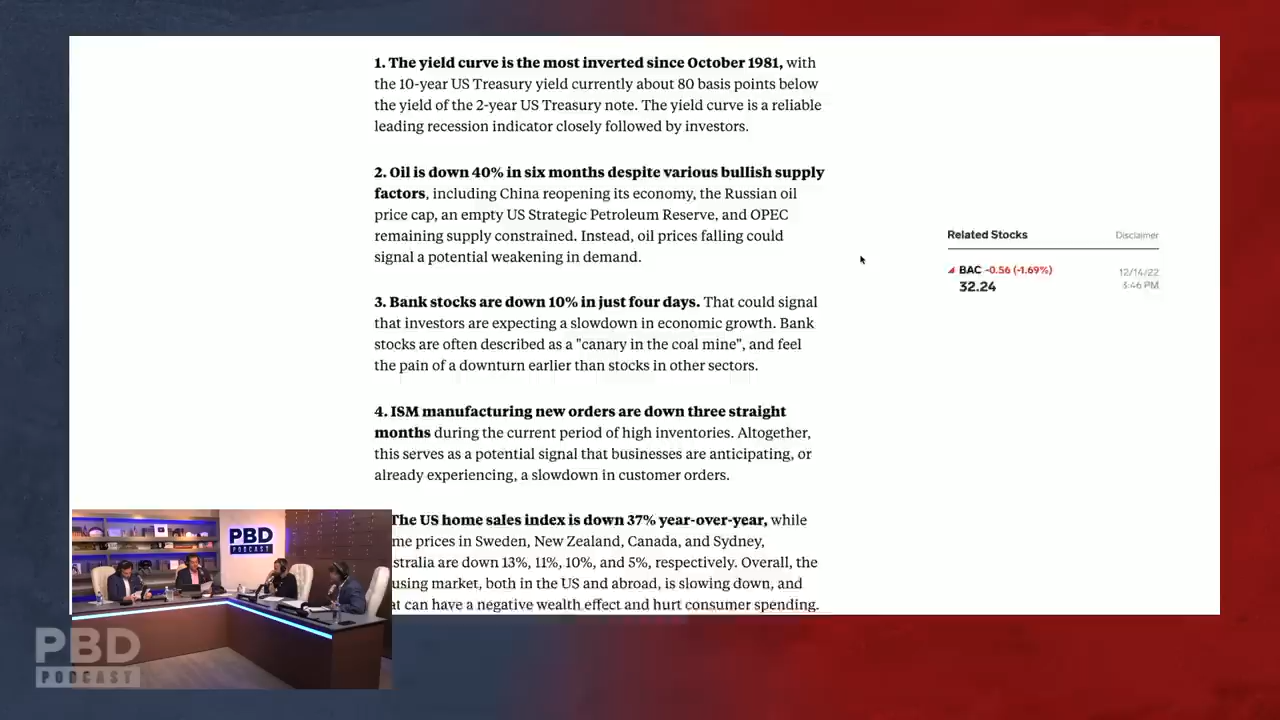 1. The yield curve is the most inverted since October 1981, with
the 10-year US Treasury yield currently about 80 basis points below
the yield of the 2-year US Treasury note. The yield curve is a reliable
leading recession indicator closely followed by investors.
2. Oil is down 40% in six months despite various bullish supply
factors, including China reopening its economy, the Russian oil
price cap, an empty US Strategic Petroleum Reserve, and OPEC
remaining supply constrained. Instead, oil prices falling could
signal a potential weakening in demand.
3. Bank stocks are down 10% in just four days. That could signal
that investors are expecting a slowdown in economic growth. Bank
stocks are often described as a "canary in the coal mine", and feel
the pain of a downturn earlier than stocks in other sectors.
4. ISM manufacturing new orders are down three straight
months during the current period of high inventories. Altogether,
this serves as a potential signal that businesses are anticipating, or
already experiencing, a slowdown in customer orders.
The US home sales index is down 37% year-over-year, while
me prices in Sweden, New Zealand, Canada, and Sydney,
stralia are down 13%, 11%, 10%, and 5%, respectively. Overall, the
using market, both in the US and abroad, is slowing down, and
at can have a negative wealth effect and hurt consumer spending.
Related Stocks
Disclaimer
BAC -0.56 (-1.69%)
12/14/22
32.24
3:46 PM
PBD
PODCAST
PBD
PODCAST